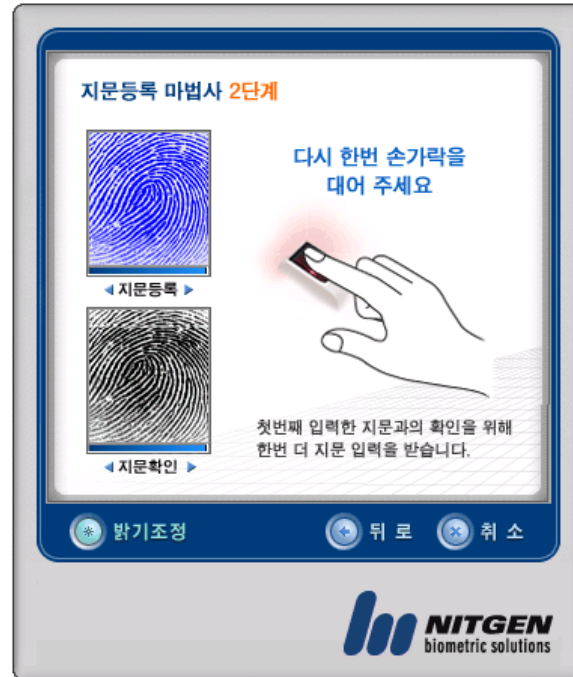 지문등록 마법사 2단계
다시 한번 손가락을
대어 주세요
지문등록
지문확인
첫번째 입력한 지문과의 확인을 위해
한번 더 지문 입력을 받습니다.
밝기조정
뒤 로
취 소
NITGEN
biometric solutions